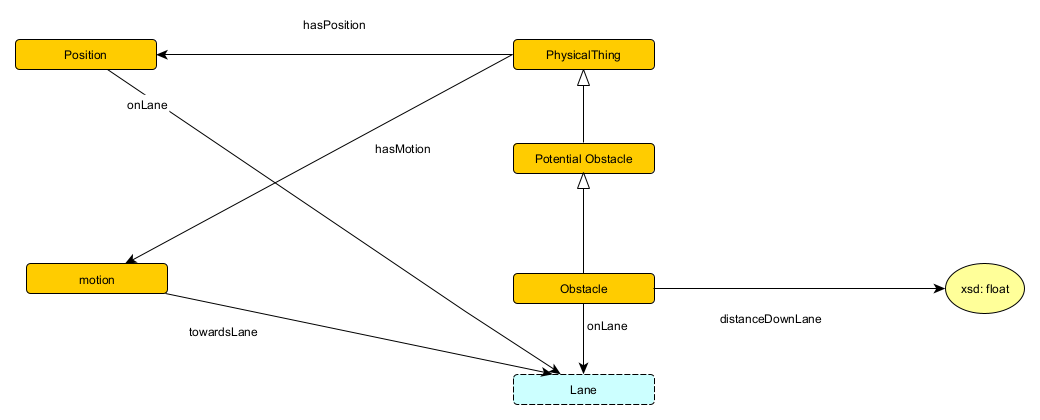 hasPosition
Position
PhysicalThing
onLane
hasMotion
Potential Obstacle
motion
Obstacle
xsd: float
distanceDownLane
onLane
towardsLane
Lane